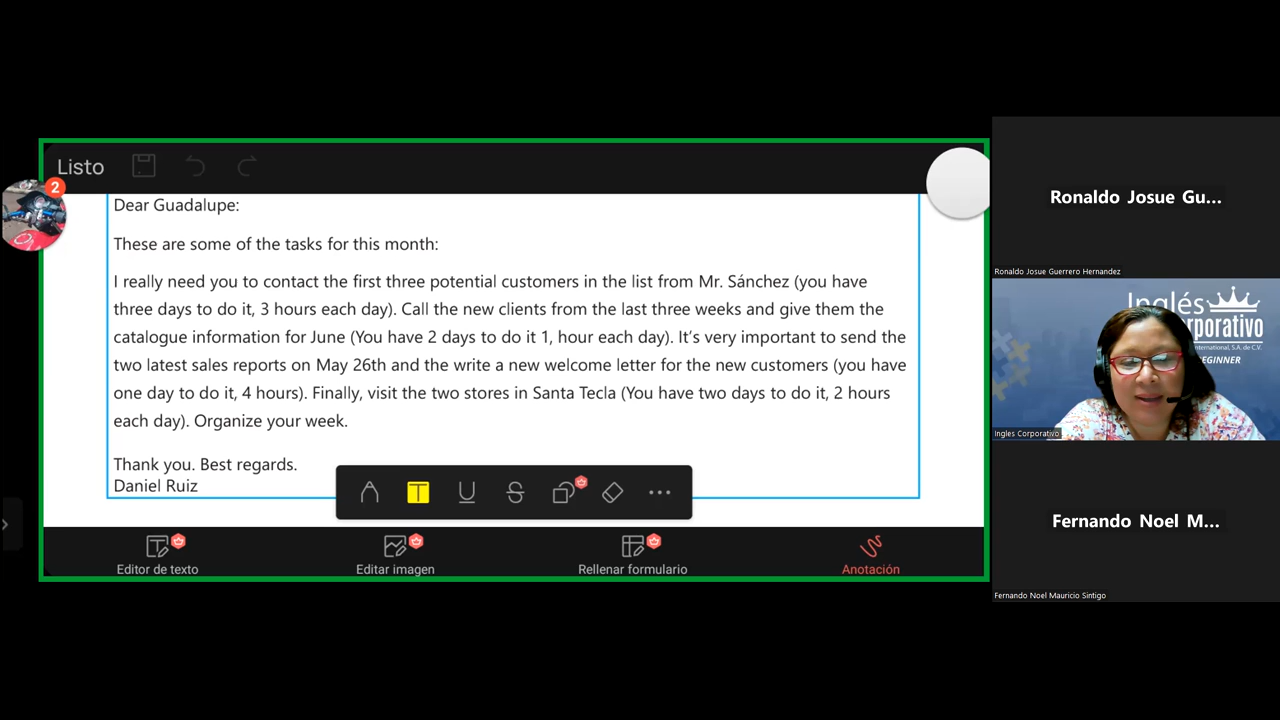 Listo
2
Dear Guadalupe:
These are some of the tasks for this month:
I really need you to contact the first three potential customers in the list from Mr. Sánchez (you have
three days to do it, 3 hours each day). Call the new clients from the last three weeks and give them the
catalogue information for June (You have 2 days to do it 1, hour each day). It’s very important to send the
two latest sales reports on May 26th and the write a new welcome letter for the new customers (you have
one day to do it, 4 hours). Finally, visit the two stores in Santa Tecla (You have two days to do it, 2 hours
each day). Organize your week.
Thank you. Best regards.
Daniel Ruiz
T U S
Editor de texto
Editar imagen
Rellenar formulario
Anotación
Ronaldo Josue Gu...
Ronaldo Josue Guerrero Hernandez
Inglés
rporativo
International, S.A. de C.V.
EGINNER
Ingles Corporativo
Fernando Noel M...
Fernando Noel Mauricio Sintigo